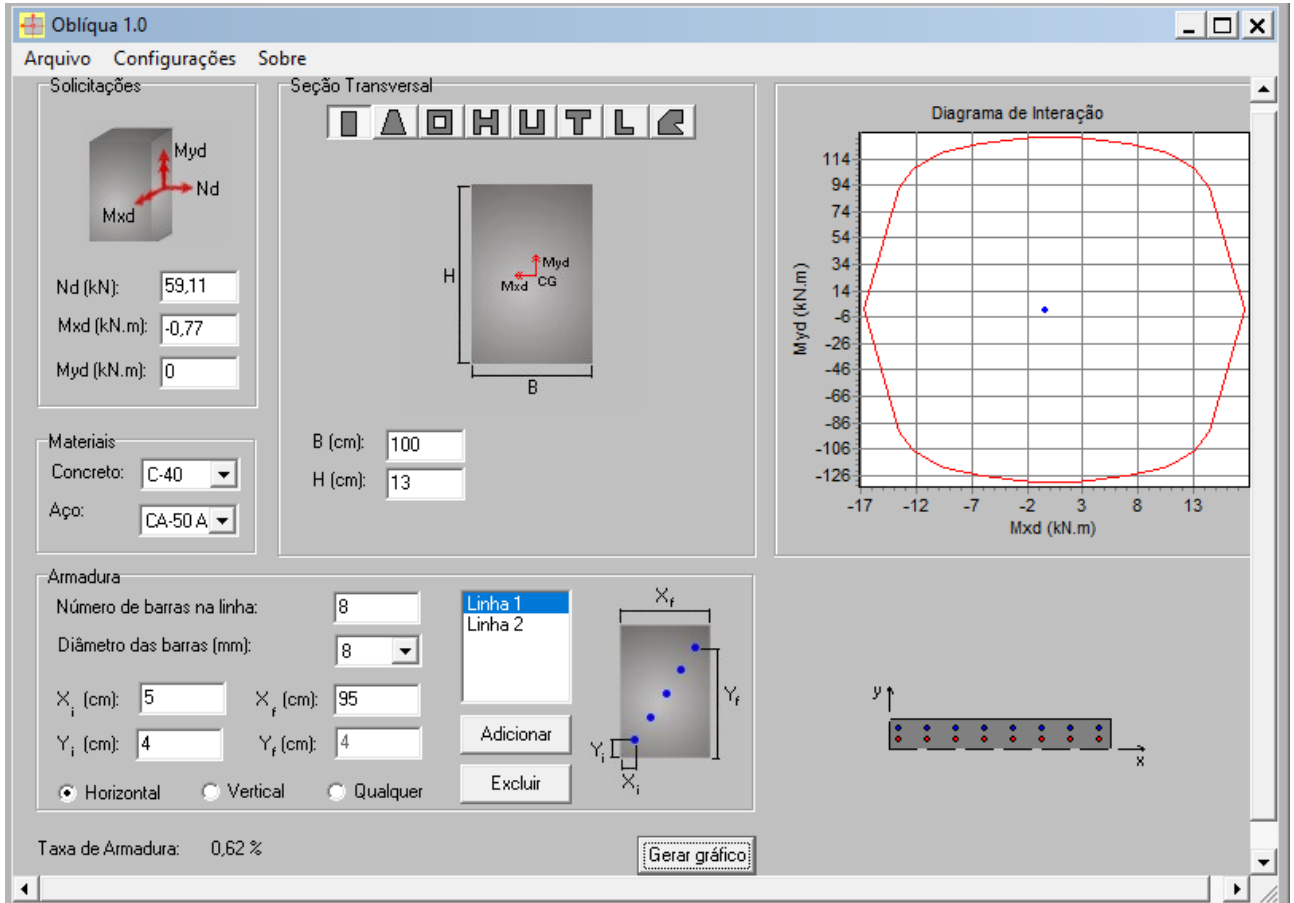 Oblíqua 1.0
Arquivo Configurações Sobre
Solicitações
Myd
Nd
Mxd
Nd (kN): 59,11
Mxd (kN.m): -0,77
Myd (kN.m): 0
Materiais
Concreto: C-40
Aço: CA-50 A
Seção Transversal
H
Myd
Mxd CG
B
B (cm): 100
H (cm): 13
Diagrama de Interação
Myd (kN.m)
114
94
74
54
34
14
-6
-26
-46
-66
-86
-106
-126
-17 -12 -7 -2 3 8 13
Mxd (kN.m)
Armadura
Número de barras na linha: 8
Diâmetro das barras (mm): 8
Xi (cm): 5 Xf (cm): 95
Yi (cm): 4 Yf (cm): 4
Horizontal Vertical Qualquer
Linha 1
Linha 2
Adicionar
Excluir
Xf
Yf
Yi
Xi
y
x
Taxa de Armadura: 0,62 %
Gerar gráfico